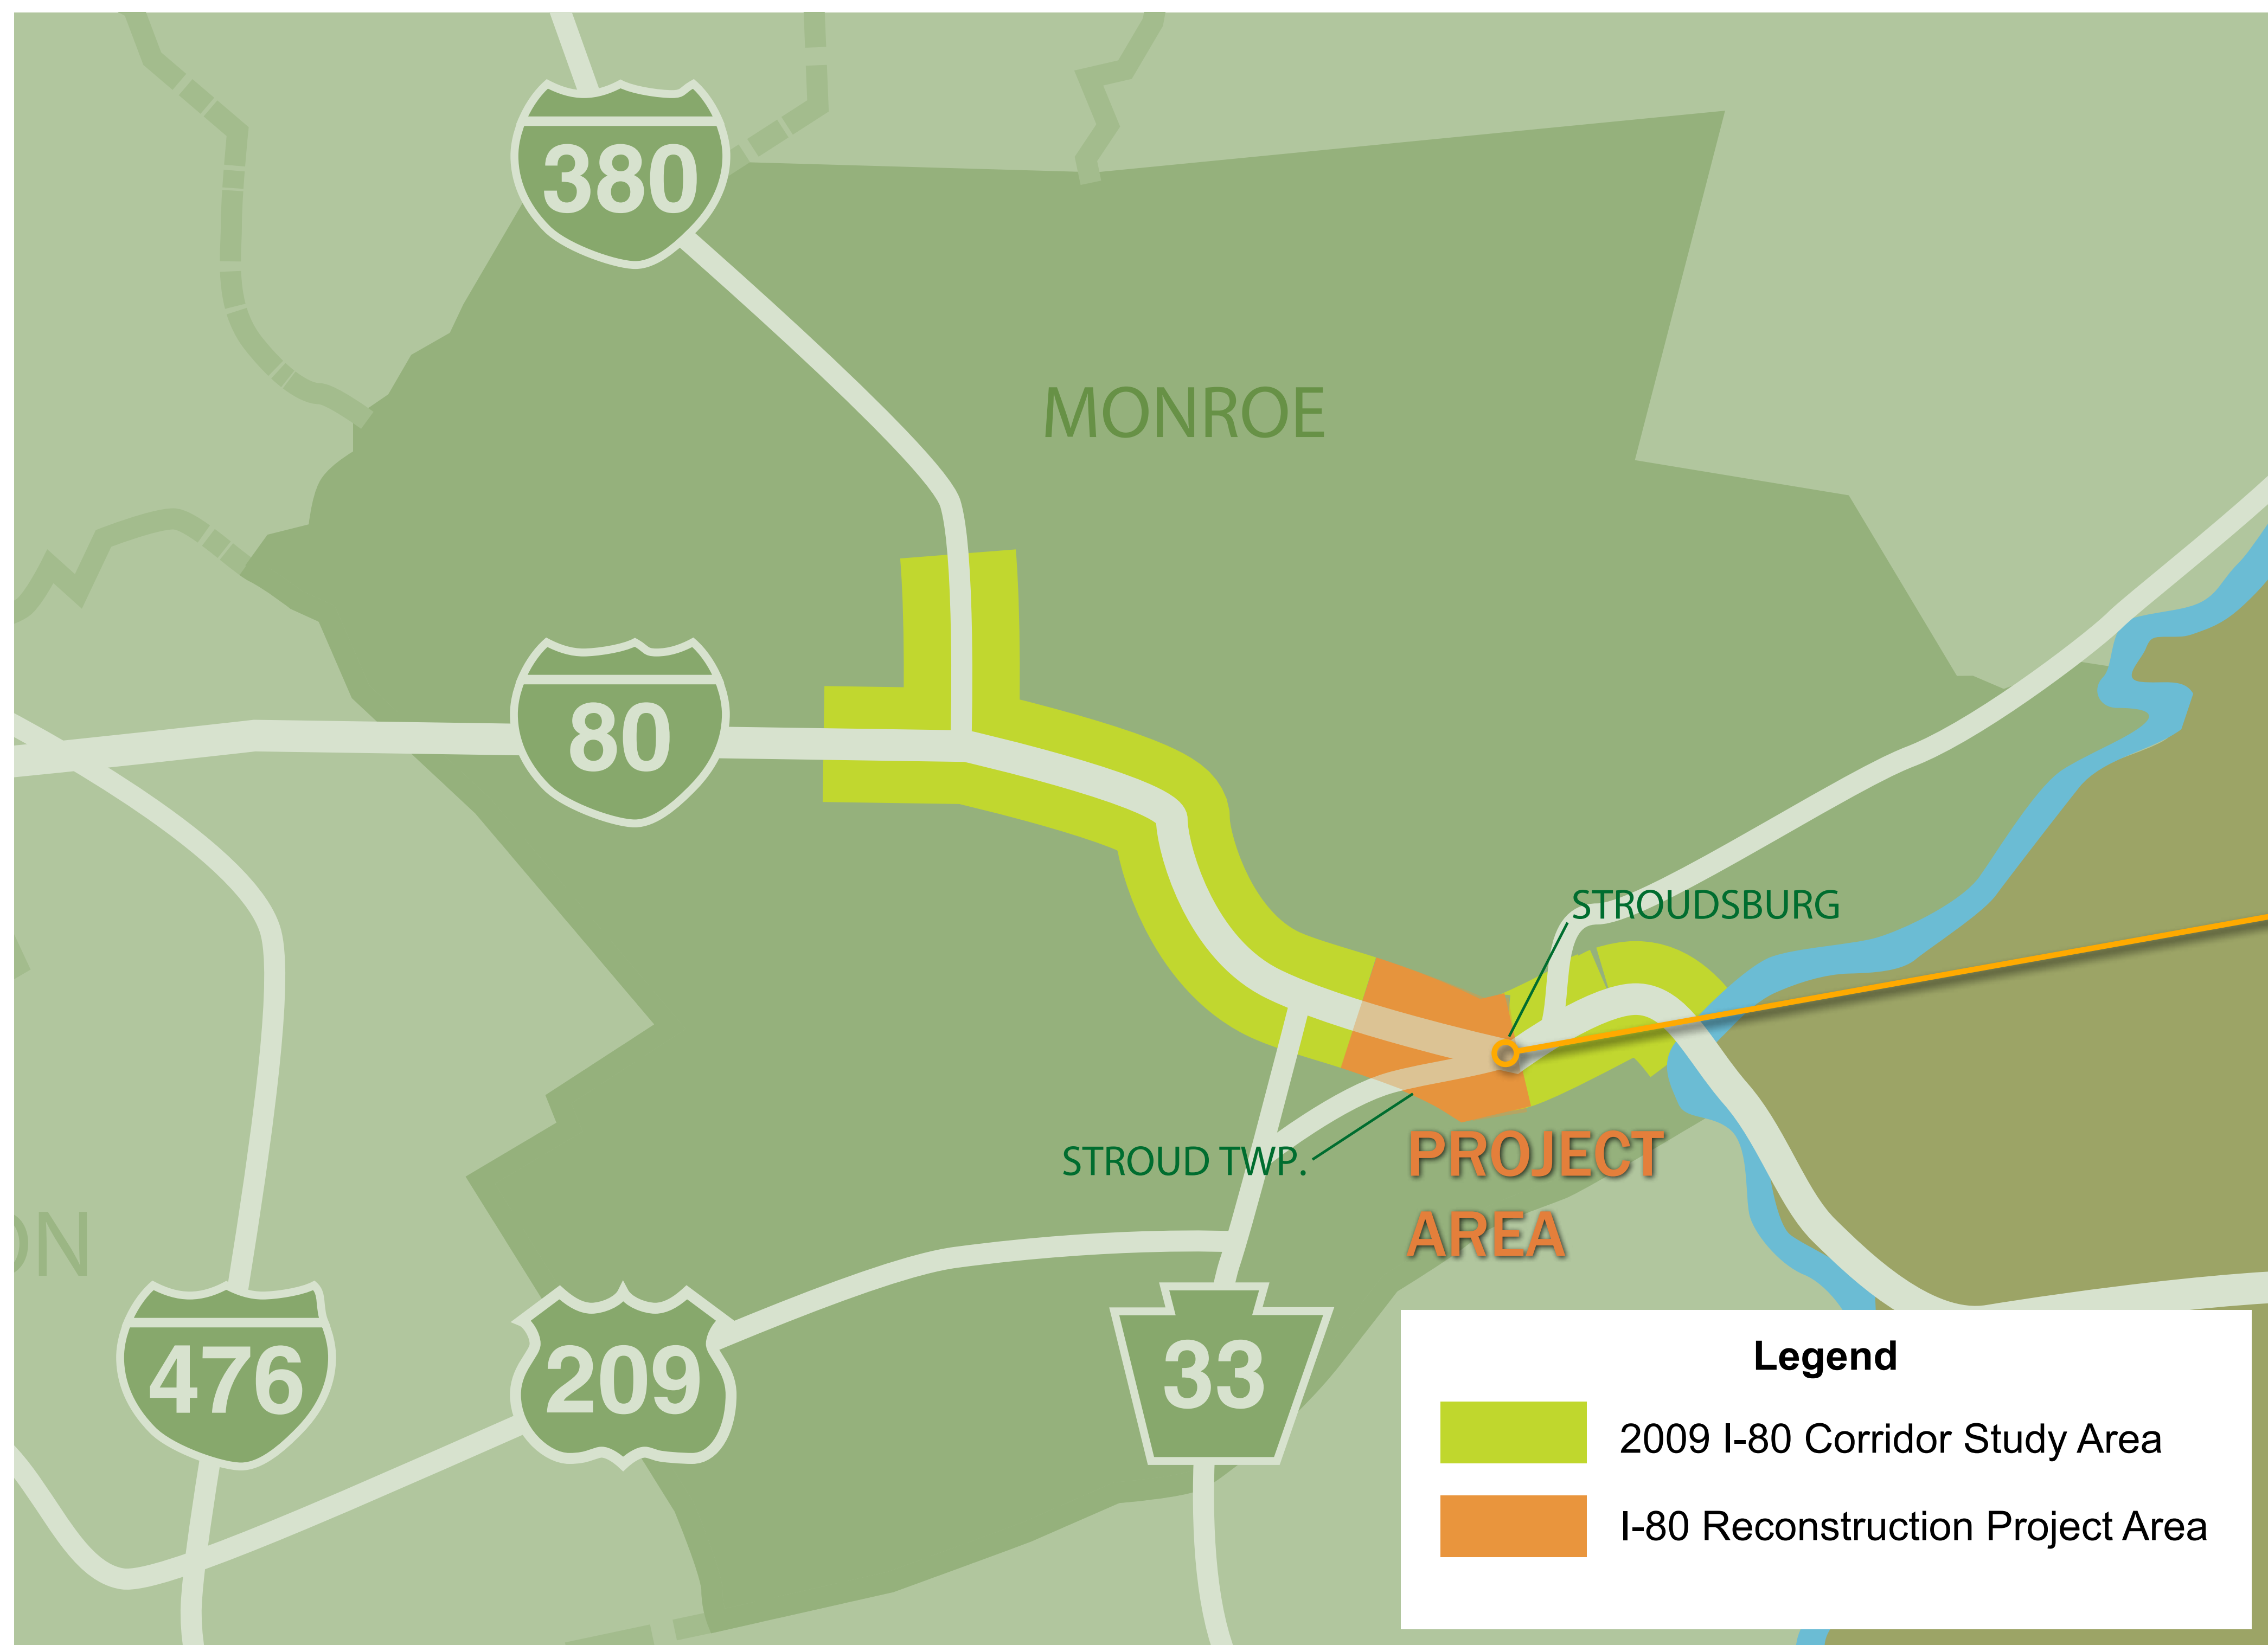 380
MONROE
80
STROUDSBURG
STROUD TWP.
PROJECT
AREA
ON
476
209
33
Legend
2009 I-80 Corridor Study Area
I-80 Reconstruction Project Area